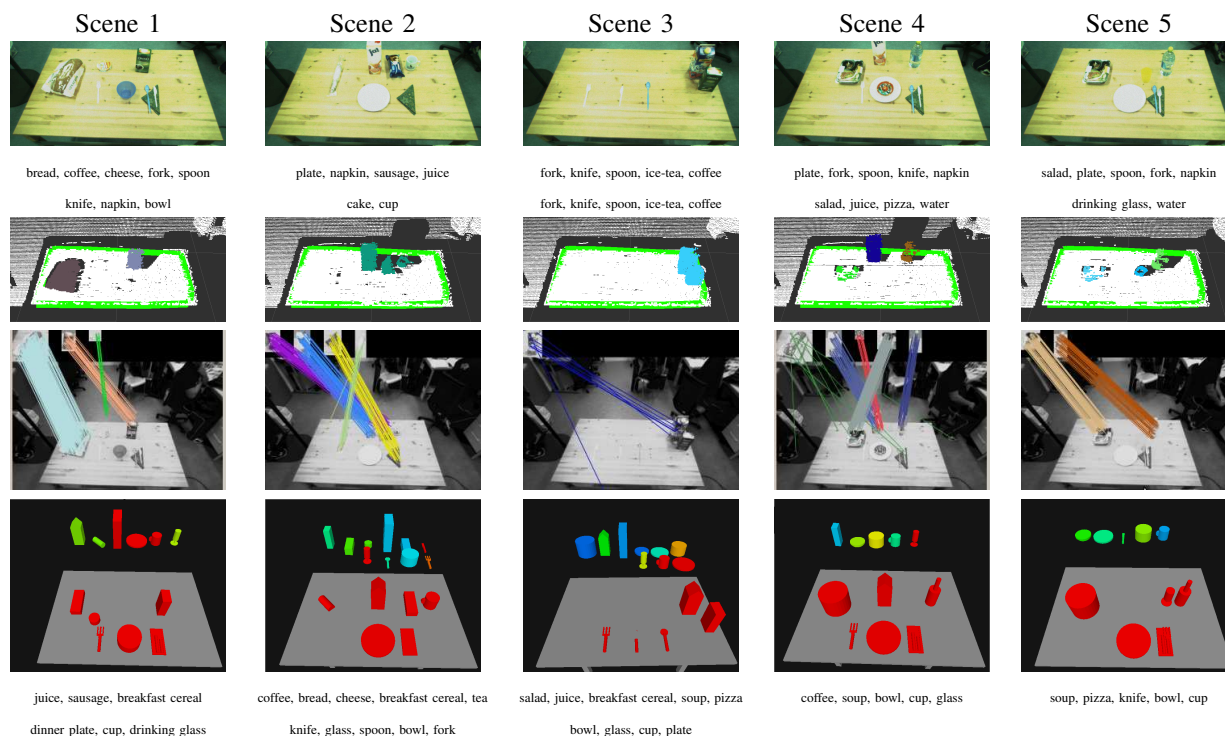 Scene 1 Scene 2 Scene 3 Scene 4 Scene 5
bread, coffee, cheese, fork, spoon
knife, napkin, bowl
plate, napkin, sausage, juice
cake, cup
fork, knife, spoon, ice-tea, coffee
fork, knife, spoon, ice-tea, coffee
plate, fork, spoon, knife, napkin
salad, juice, pizza, water
salad, plate, spoon, fork, napkin
drinking glass, water
juice, sausage, breakfast cereal
dinner plate, cup, drinking glass
coffee, bread, cheese, breakfast cereal, tea
knife, glass, spoon, bowl, fork
salad, juice, breakfast cereal, soup, pizza
bowl, glass, cup, plate
coffee, soup, bowl, cup, glass
soup, pizza, knife, bowl, cup